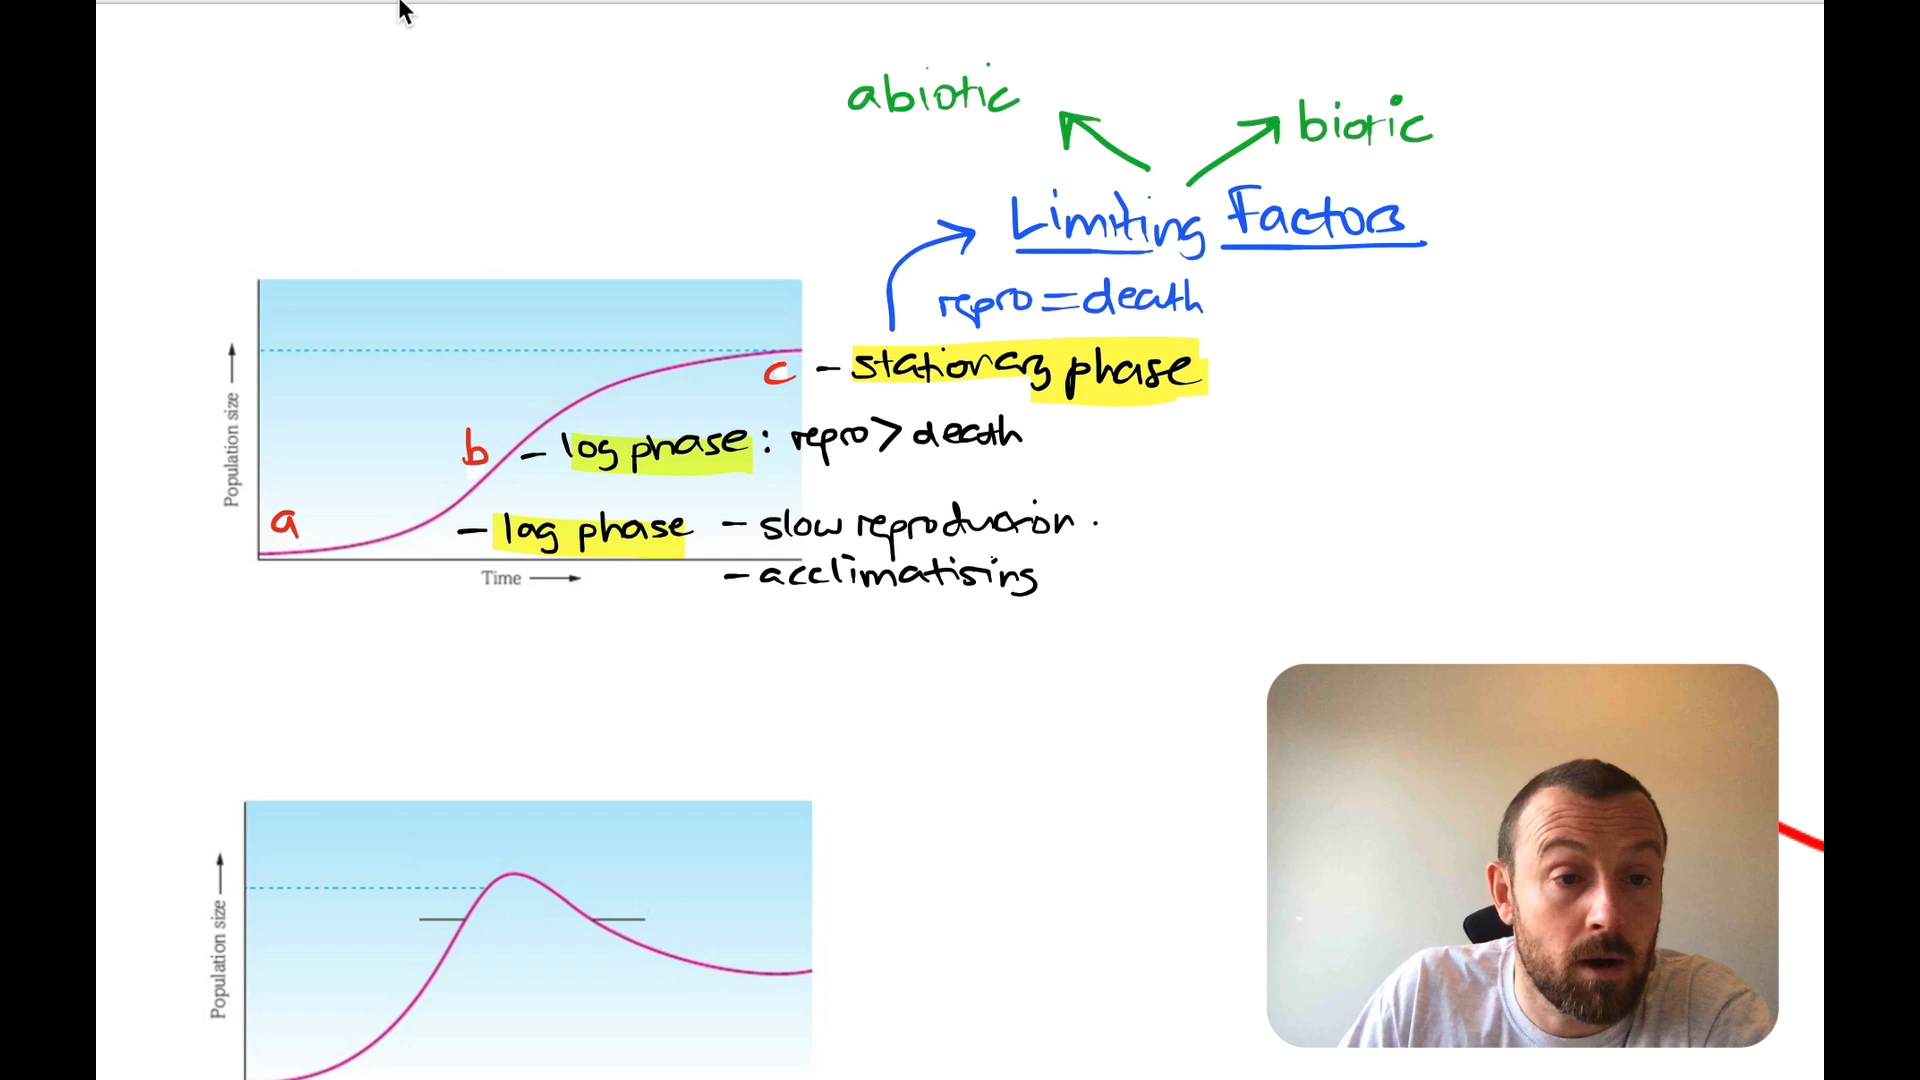 abiotic
biotic
Limiting Factors
repro = death
c - stationary phase
b - log phase : repro > death
a
- lag phase - slow reproduction.
- acclimatising
Population size
Time
Population size